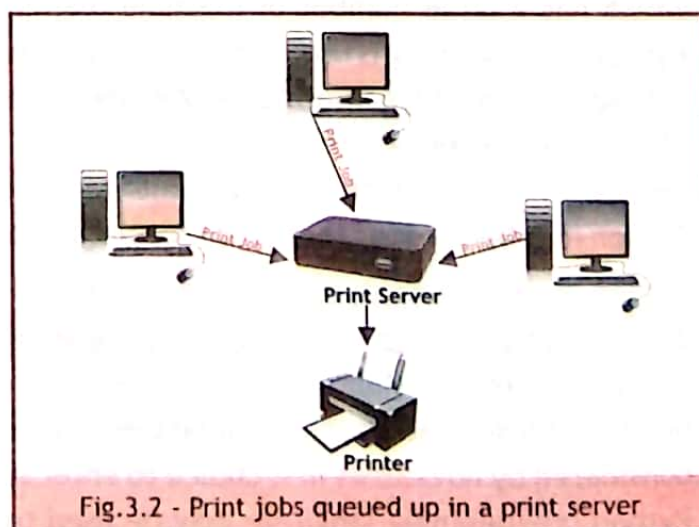 Print Job
Print Job
Print Job
Print Server
Printer
Fig.3.2 - Print jobs queued up in a print server